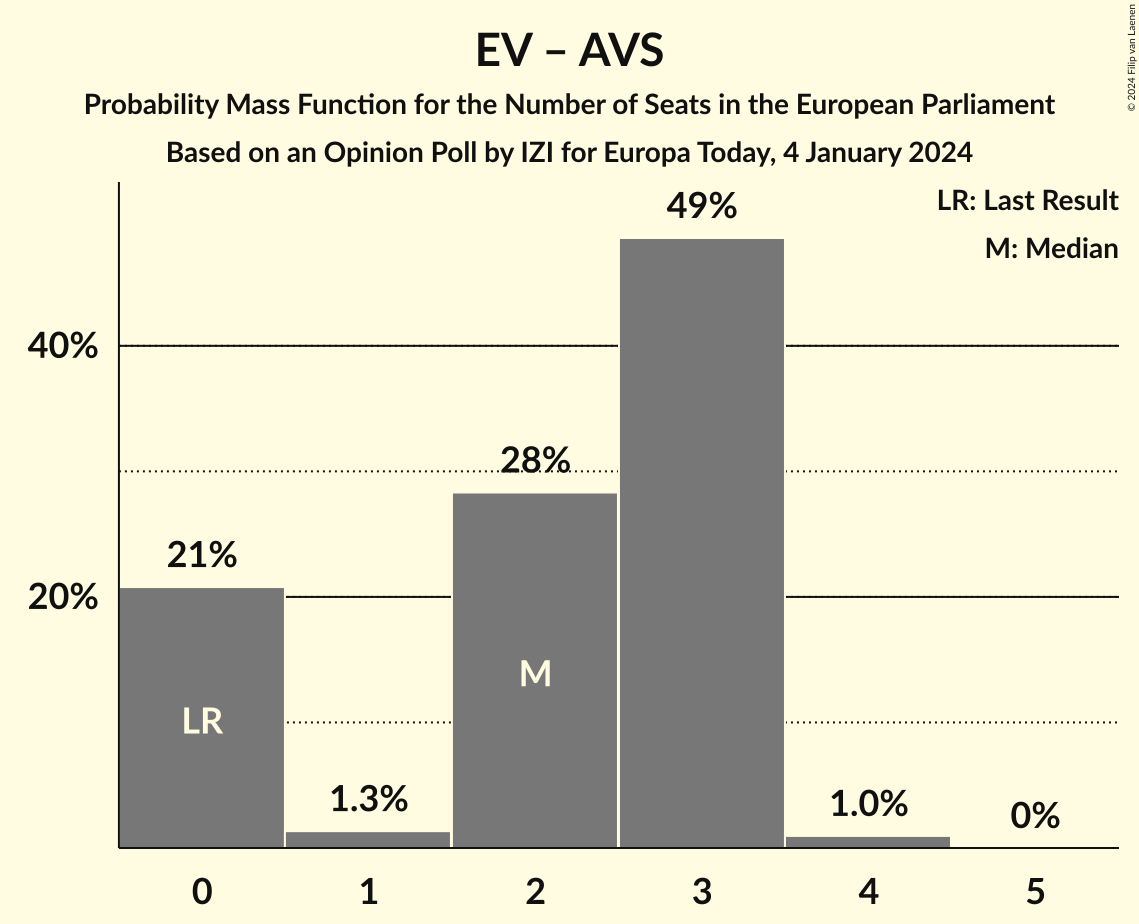 EV – AVS
Probability Mass Function for the Number of Seats in the European Parliament
Based on an Opinion Poll by IZI for Europa Today, 4 January 2024
© 2024 Filip van Laenen
LR: Last Result
M: Median
49%
40%
28%
21%
20%
M
LR
1.3%
1.0%
0%
0 1 2 3 4 5